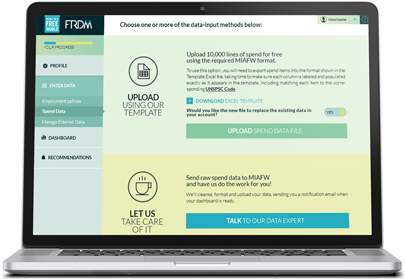 MADE IN A FREE WORLD
FRDM
Choose one or more of the data-input methods below:
Username
YOUR PROGRESS
PROFILE
ENTER DATA
Employment policies
Spend Data
Manage Entered Data
DASHBOARD
RECOMMENDATIONS
UPLOAD
USING OUR
TEMPLATE
Upload 10,000 lines of spend for free
using the required MIAFW format.
To use this option, you will need to export spend items into the format shown in the
Template Excel file, taking time to make sure each column is labeled and populated
exactly as it appears in the template, including matching each item to the corre-
sponding UNSPSC Code
DOWNLOAD EXCEL TEMPLATE
Would you like the new file to replace the existing data in
your account?
YES
UPLOAD SPEND DATA FILE
LET US
TAKE CARE
OF IT
Send raw spend data to MIAFW
and have us do the work for you!
We'll cleanse, format and upload your data, sending you a notification email when
your dashboard is ready.
TALK TO OUR DATA EXPERT